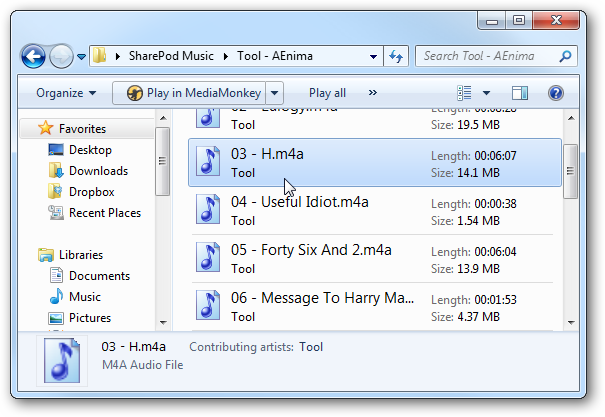 SharePod Music
Tool - AEnima
Search Tool - AEnima
Organize
Play in MediaMonkey
Play all
»
Favorites
Desktop
Downloads
Dropbox
Recent Places
Libraries
Documents
Music
Pictures
Tool
Size: 19.5 MB
03 - H.m4a
Length: 00:06:07
Tool
Size: 14.1 MB
04 - Useful Idiot.m4a
Length: 00:00:38
Tool
Size: 1.54 MB
05 - Forty Six And 2.m4a
Length: 00:06:04
Tool
Size: 13.9 MB
06 - Message To Harry Ma...
Length: 00:01:53
Tool
Size: 4.37 MB
03 - H.m4a
Contributing artists: Tool
M4A Audio File